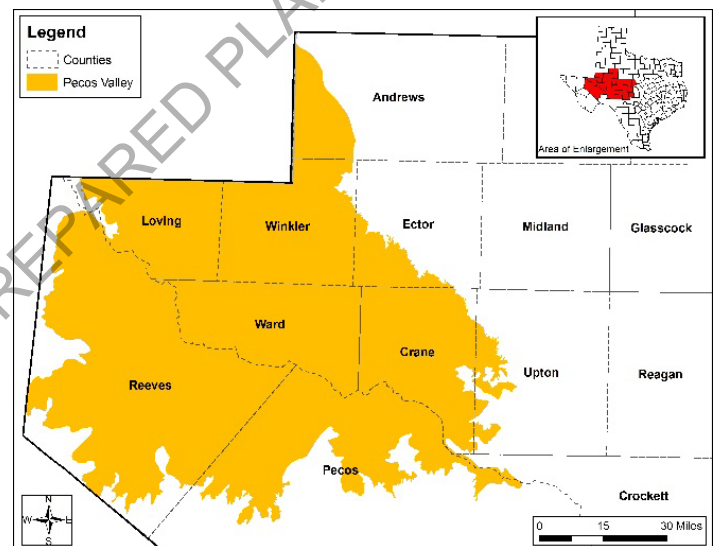 PREPARED PLA
Legend
Counties
Pecos Valley
Andrews
Area of Enlargement
Loving
Winkler
Ector
Midland
Glasscock
Ward
Crane
Reeves
Upton
Reagan
Pecos
Crockett
N
W E
S
0 15 30 Miles